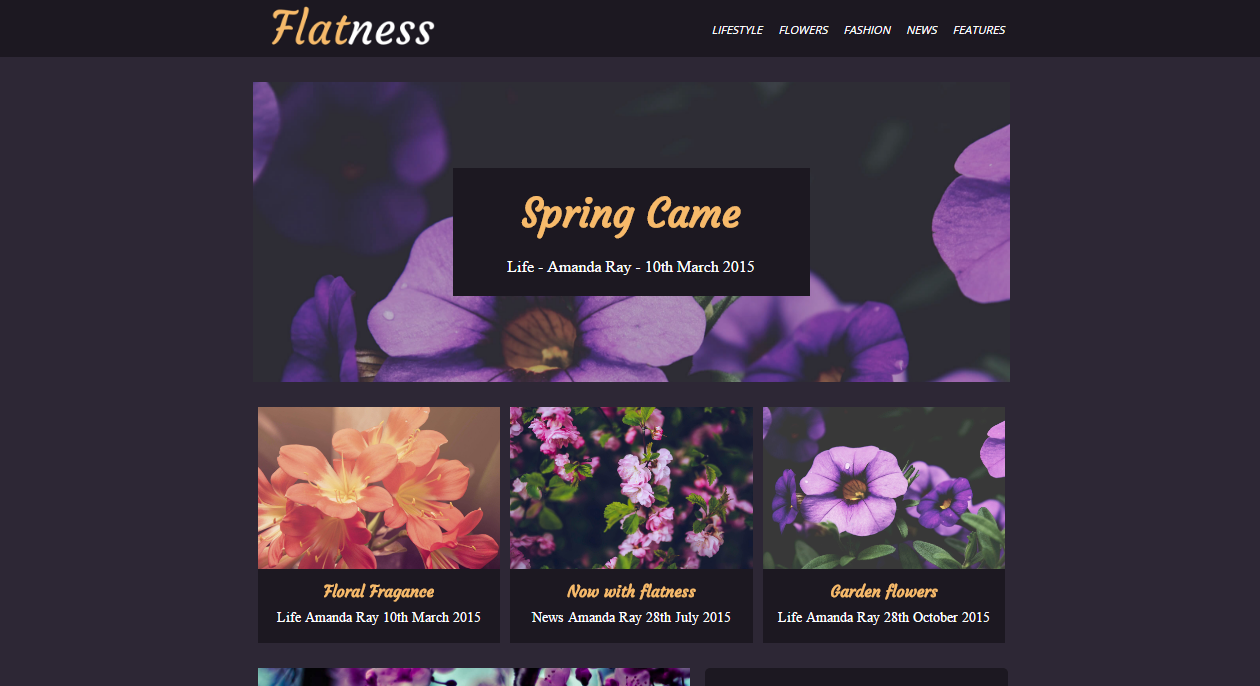 Flatness
LIFESTYLE FLOWERS FASHION NEWS FEATURES
Spring Came
Life - Amanda Ray - 10th March 2015
Floral Fragance
Life Amanda Ray 10th March 2015
Now with flatness
News Amanda Ray 28th July 2015
Garden flowers
Life Amanda Ray 28th October 2015